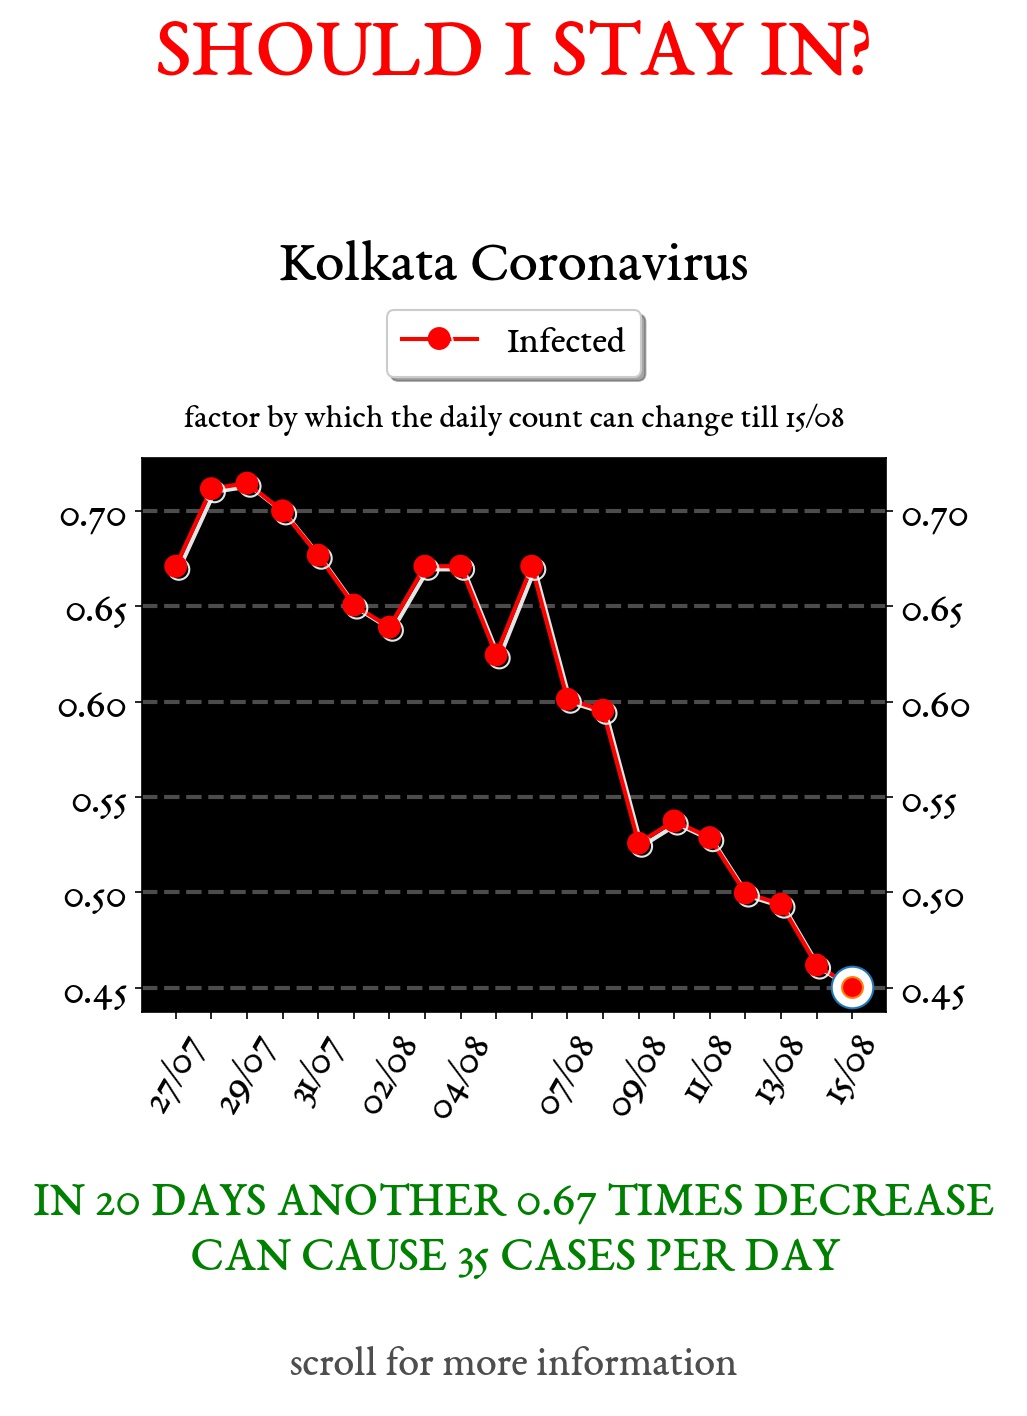 SHOULD I STAY IN?
Kolkata Coronavirus
Infected
factor by which the daily count can change till 15/08
0.70 0.70
0.65 0.65
0.60 0.60
0.55 0.55
0.50 0.50
0.45 0.45
27/07 29/07 31/07 02/08 04/08 07/08 09/08 11/08 13/08 15/08
IN 20 DAYS ANOTHER 0.67 TIMES DECREASE
CAN CAUSE 35 CASES PER DAY
scroll for more information